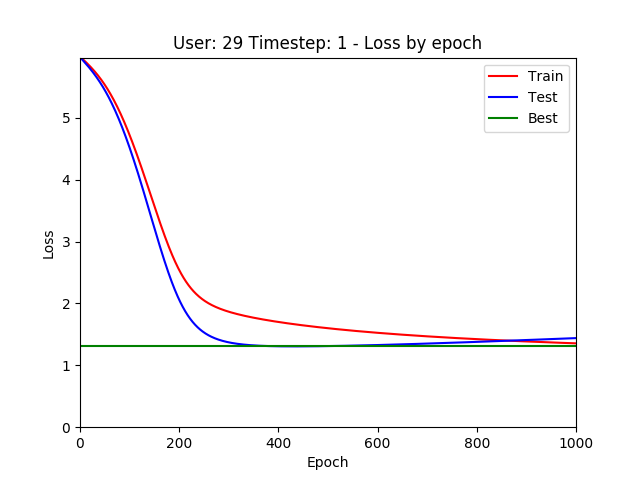 User: 29 Timestep: 1 - Loss by epoch
Train
Test
Best
5
4
3
2
1
0
Loss
0 200 400 600 800 1000
Epoch